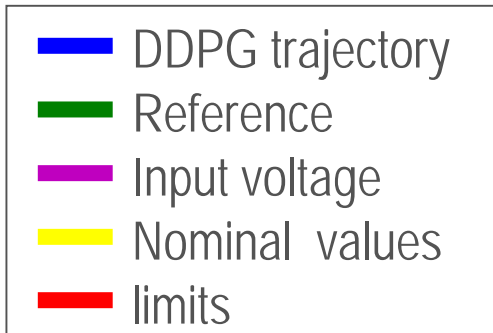 DDPG trajectory
Reference
Input voltage
Nominal values
limits